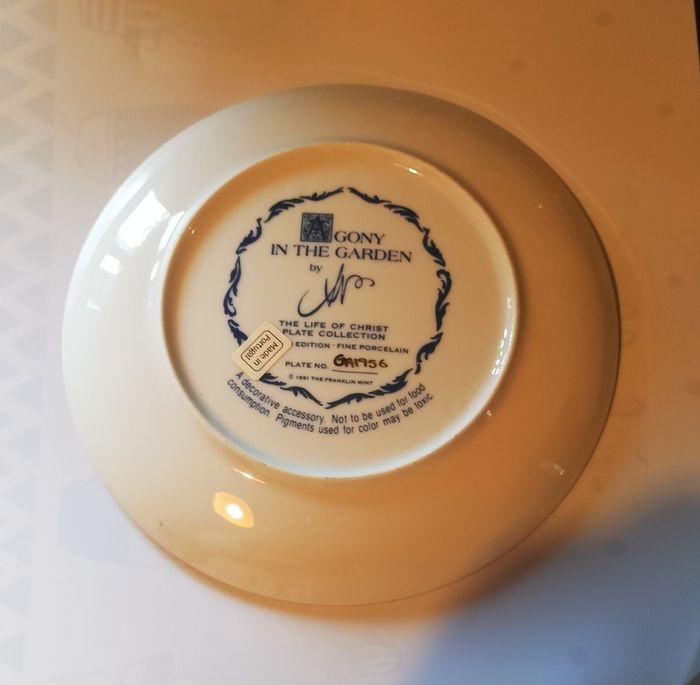 AGONY
IN THE GARDEN
by
THE LIFE OF CHRIST
PLATE COLLECTION
EDITION · FINE PORCELAIN
PLATE NO. GA1956
© 1991 THE FRANKLIN MINT
Made in
Portugal
A decorative accessory. Not to be used for food
consumption. Pigments used for color may be toxic.